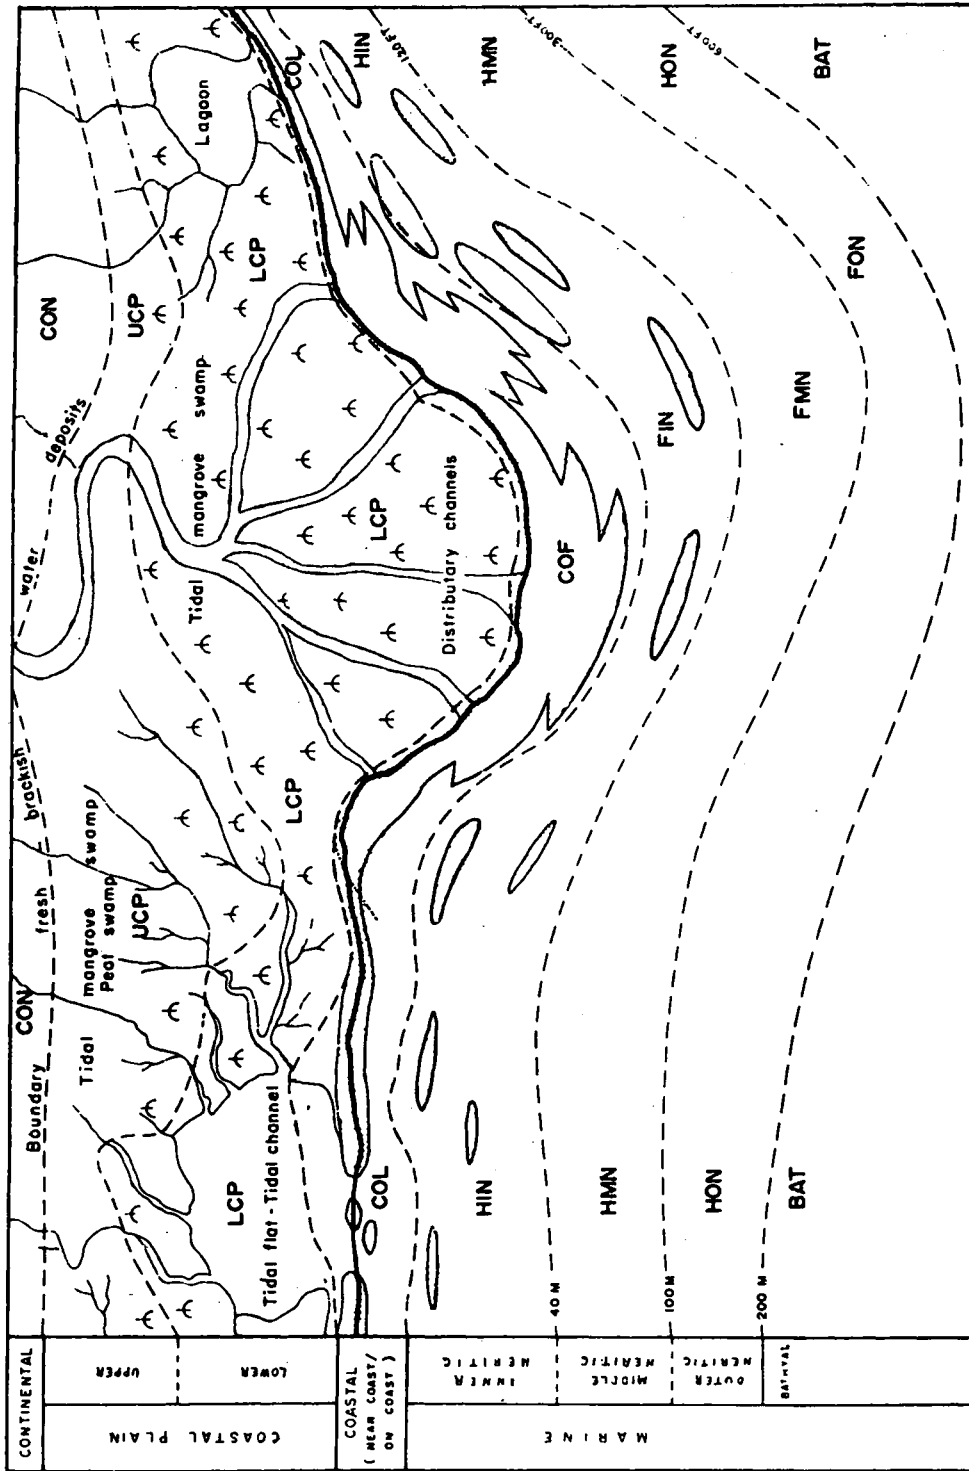 CONTINENTAL
COASTAL PLAIN
UPPER
LOWER
COASTAL
( NEAR COAST /
ON COAST )
MARINE
INNER
NERITIC
MIDDLE
NERITIC
OUTER
NERITIC
BATHYAL
CON
Boundary fresh brackish water deposits
CON
Tidal mangrove swamp
Peat swamp
UCP
UCP
Lagoon
LCP
Tidal flat - Tidal channel
LCP
Tidal mangrove swamp
LCP
LCP
Distributary channels
COL
COL
COF
HIN
FIN
HIN
40 M
120 FT
HMN
FMN
HMN
100 M
300 FT
HON
FON
HON
200 M
600 FT
BAT
BAT